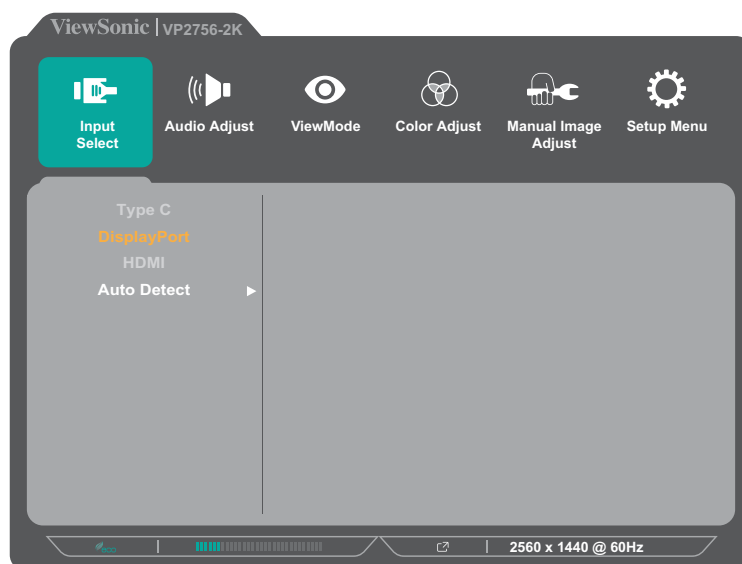 ViewSonic | VP2756-2K
Input Select
Audio Adjust
ViewMode
Color Adjust
Manual Image Adjust
Setup Menu
Type C
DisplayPort
HDMI
Auto Detect
eco
2560 x 1440 @ 60Hz